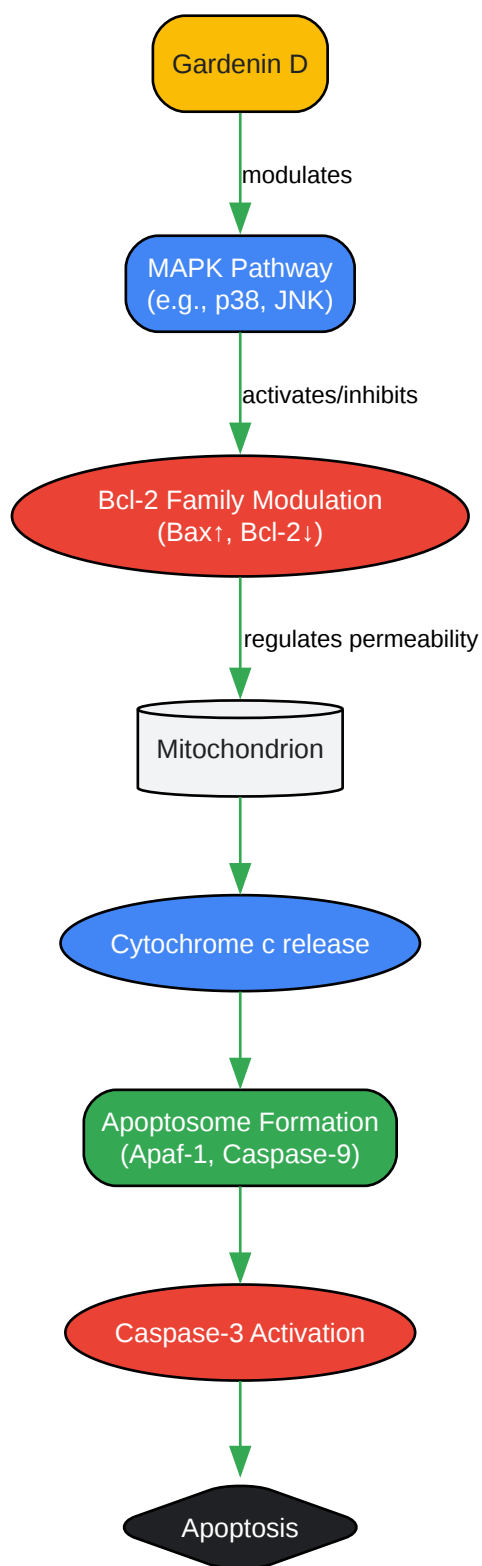 Gardenin D
modulates
MAPK Pathway
(e.g., p38, JNK)
activates/inhibits
Bcl-2 Family Modulation
(Bax↑, Bcl-2↓)
regulates permeability
Mitochondrion
Cytochrome c release
Apoptosome Formation
(Apaf-1, Caspase-9)
Caspase-3 Activation
Apoptosis